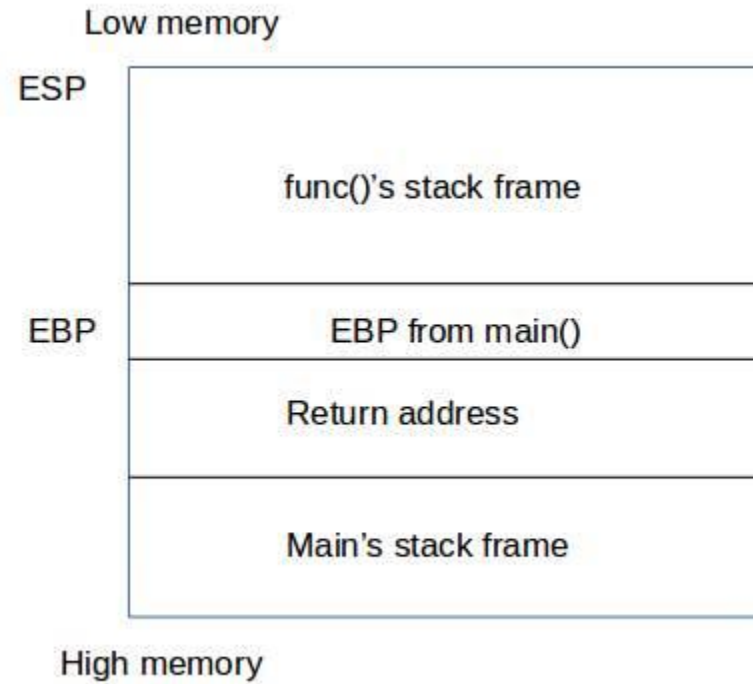 Low memory
ESP
func()’s stack frame
EBP
EBP from main()
Return address
Main’s stack frame
High memory